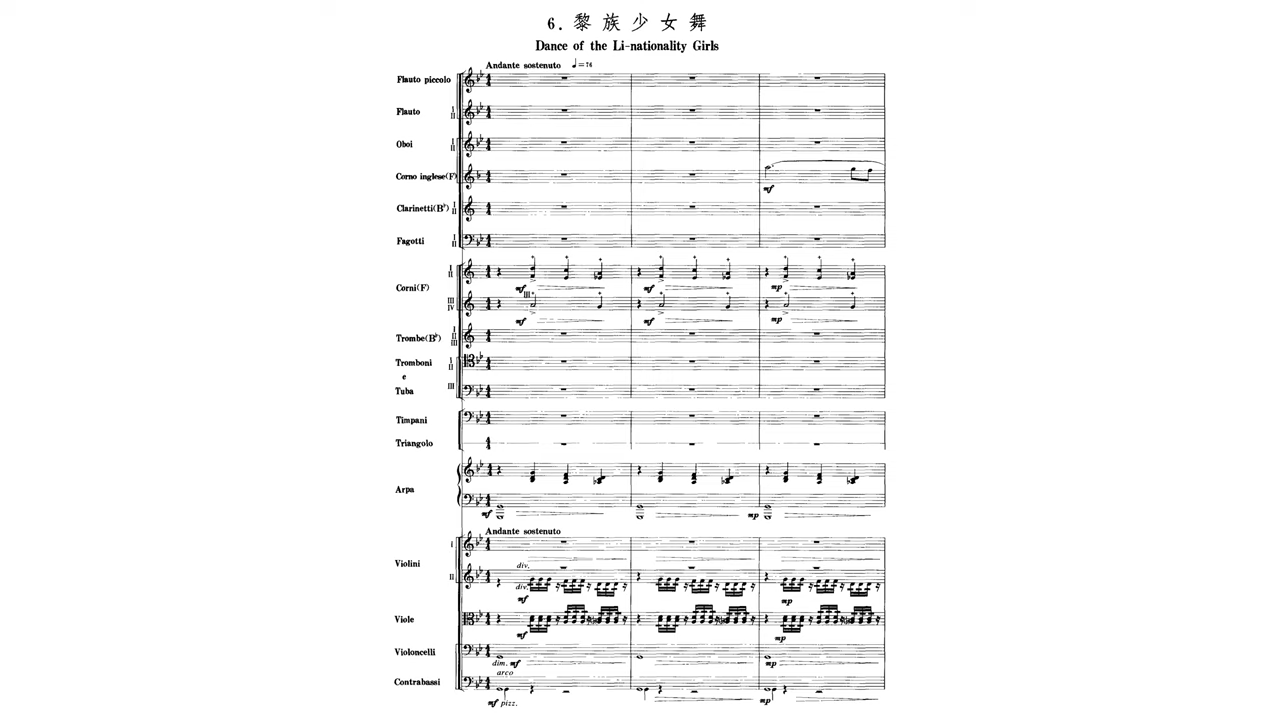 6. 黎族少女舞
Dance of the Li-nationality Girls
Andante sostenuto ♩=76
Flauto piccolo
Flauto I II
Oboi I II
Corno inglese(F)
mf
Clarinetti(B♭) I II
Fagotti I II
Corni(F) I II
mf mf mp
III IV III.
mf mf mp
Trombe(B♭) I II III
Tromboni I II
e
Tuba III
Timpani
Triangolo
Arpa
mf mp
Andante sostenuto
Violini I
div.
II div.
mf mp
Viole
mf mp
Violoncelli
dim. mf mp
arco
Contrabassi
mf pizz. mp